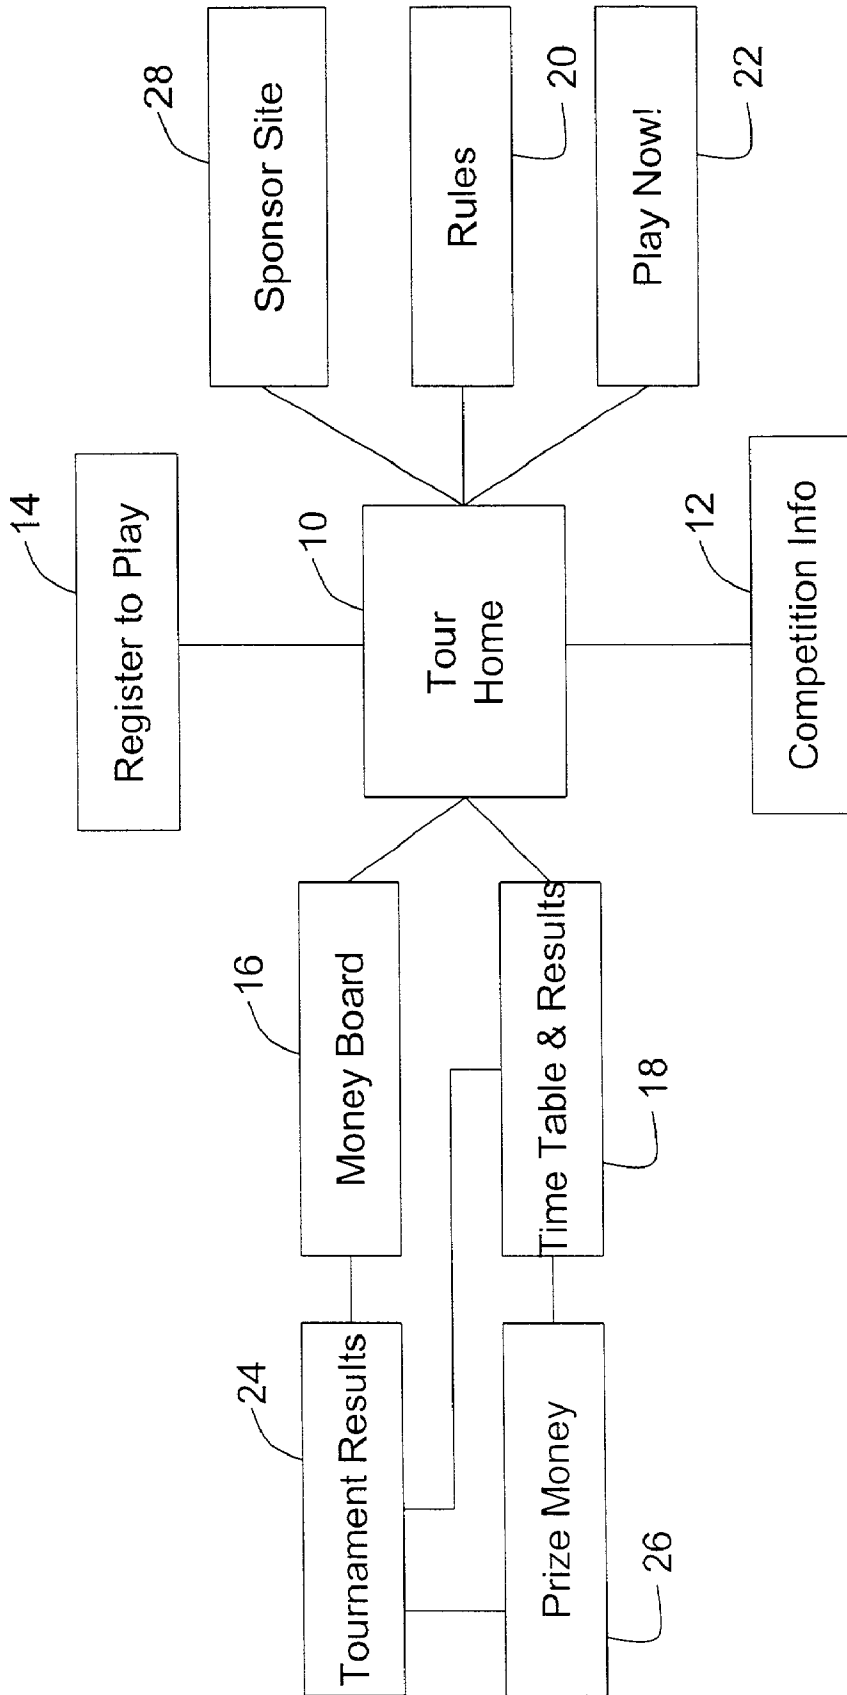 14
Register to Play
28
Sponsor Site
24
16
10
Tournament Results
Money Board
Tour
Home
Rules
20
Prize Money
Time Table & Results
26
18
Play Now!
22
12
Competition Info